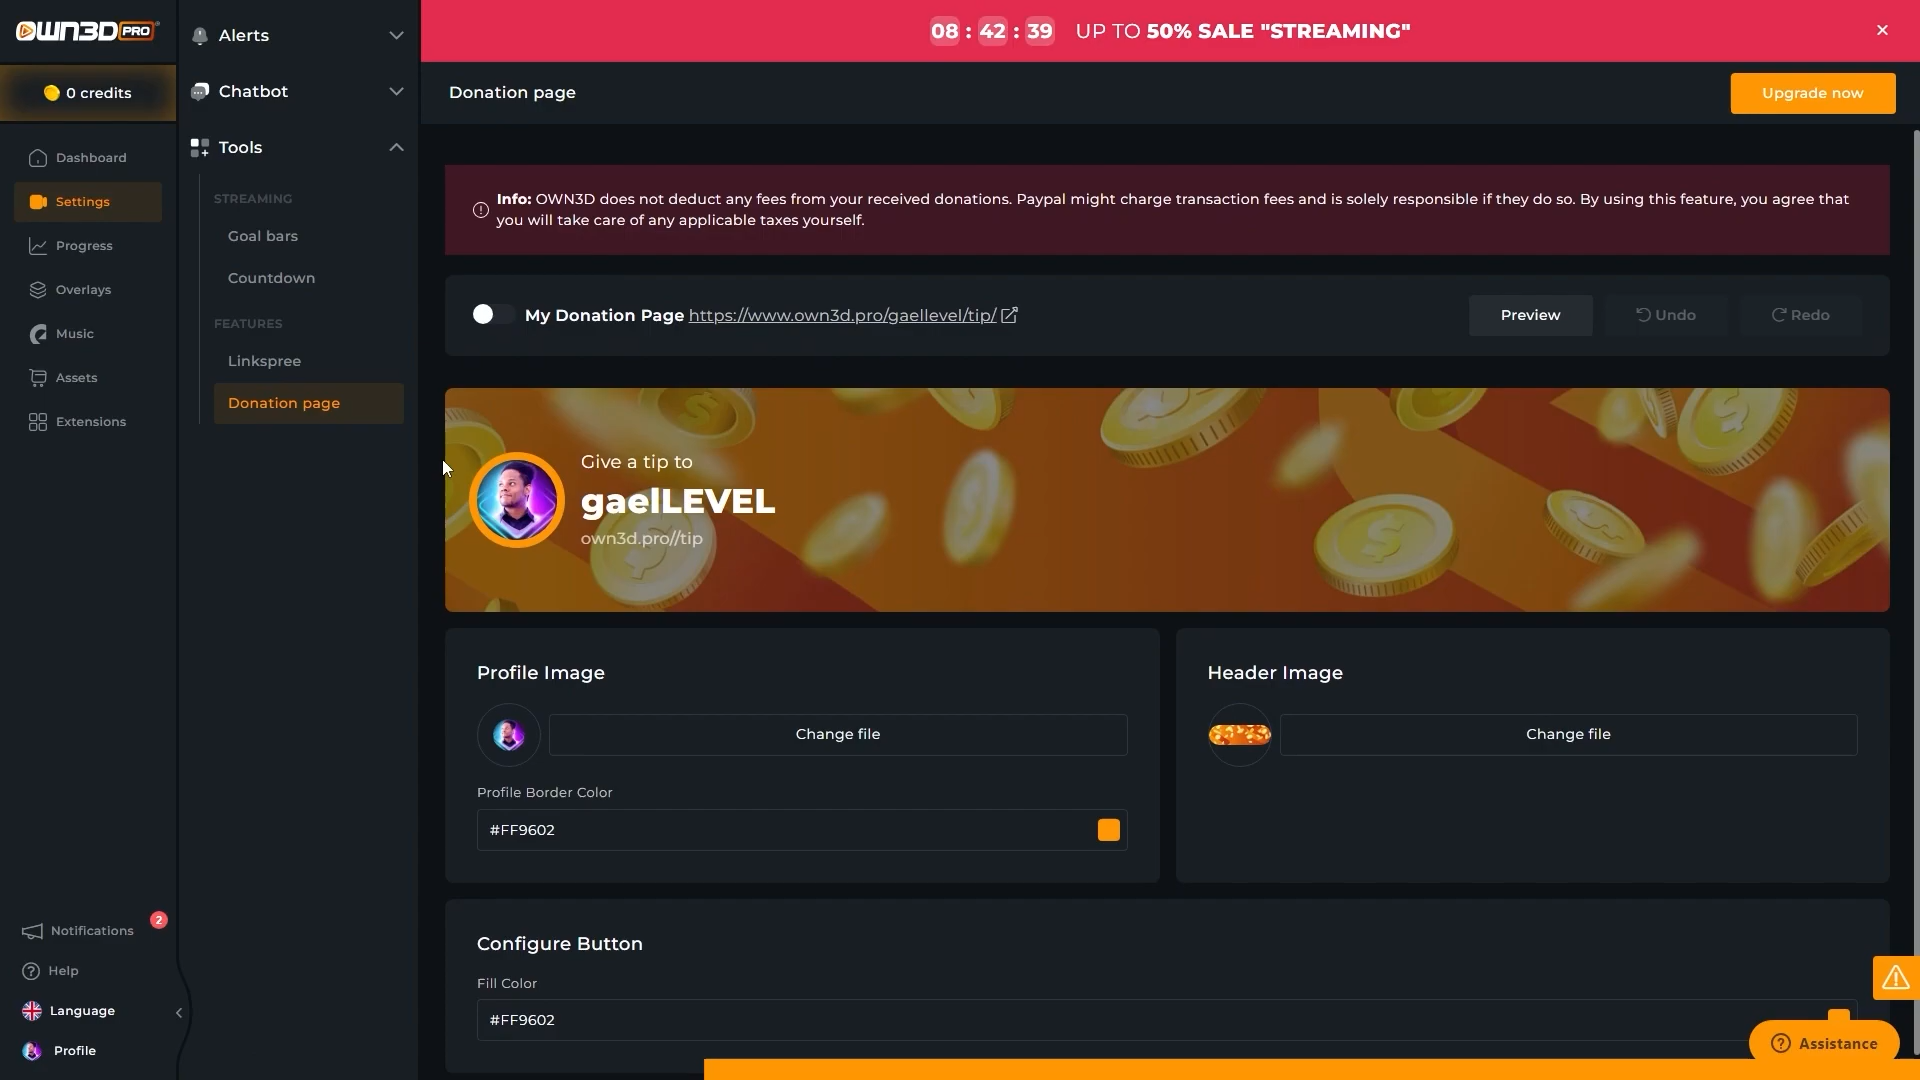 OWN3D PRO
0 credits
Dashboard
Settings
Progress
Overlays
Music
Assets
Extensions
Notifications
2
Help
Language
Profile
Alerts
Chatbot
Tools
STREAMING
Goal bars
Countdown
FEATURES
Linkspree
Donation page
08 : 42 : 39 UP TO 50% SALE "STREAMING"
Donation page
Upgrade now
Info: OWN3D does not deduct any fees from your received donations. Paypal might charge transaction fees and is solely responsible if they do so. By using this feature, you agree that
you will take care of any applicable taxes yourself.
My Donation Page https://www.own3d.pro/gaellevel/tip/
Preview
Undo
Redo
Give a tip to
gaelLEVEL
own3d.pro//tip
Profile Image
Change file
Profile Border Color
#FF9602
Header Image
Change file
Configure Button
Fill Color
#FF9602
Assistance